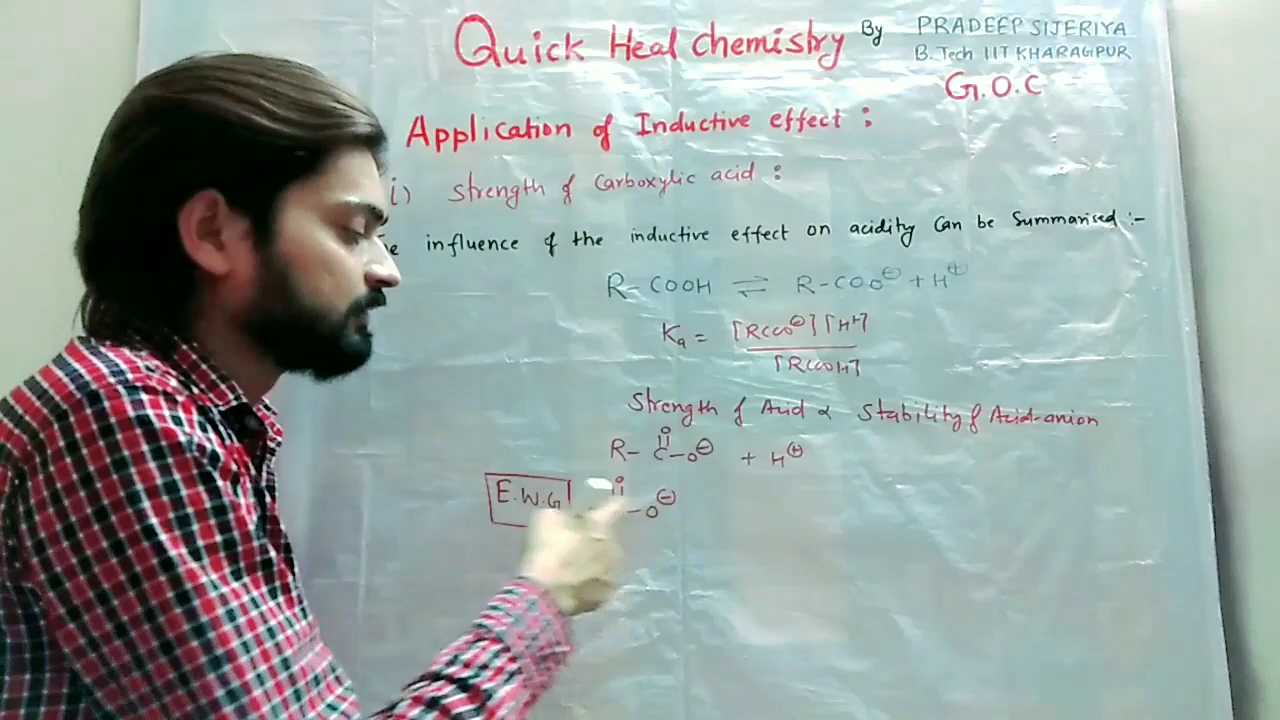 Quick Heal chemistry By PRADEEP SIJERIYA
B.Tech IIT KHARAGPUR
G.O.C
Application of Inductive effect :
i) Strength of Carboxylic acid :
e influence of the inductive effect on acidity can be Summarised :-
R-COOH ⇌ R-COO⊖ + H⊕
Ka = [RCOO⊖][H+]
[RCOOH]
Strength of Acid ∝ Stability of Acid-anion
O
R-C-O⊖ + H⊕
E.W.G O
-O⊖